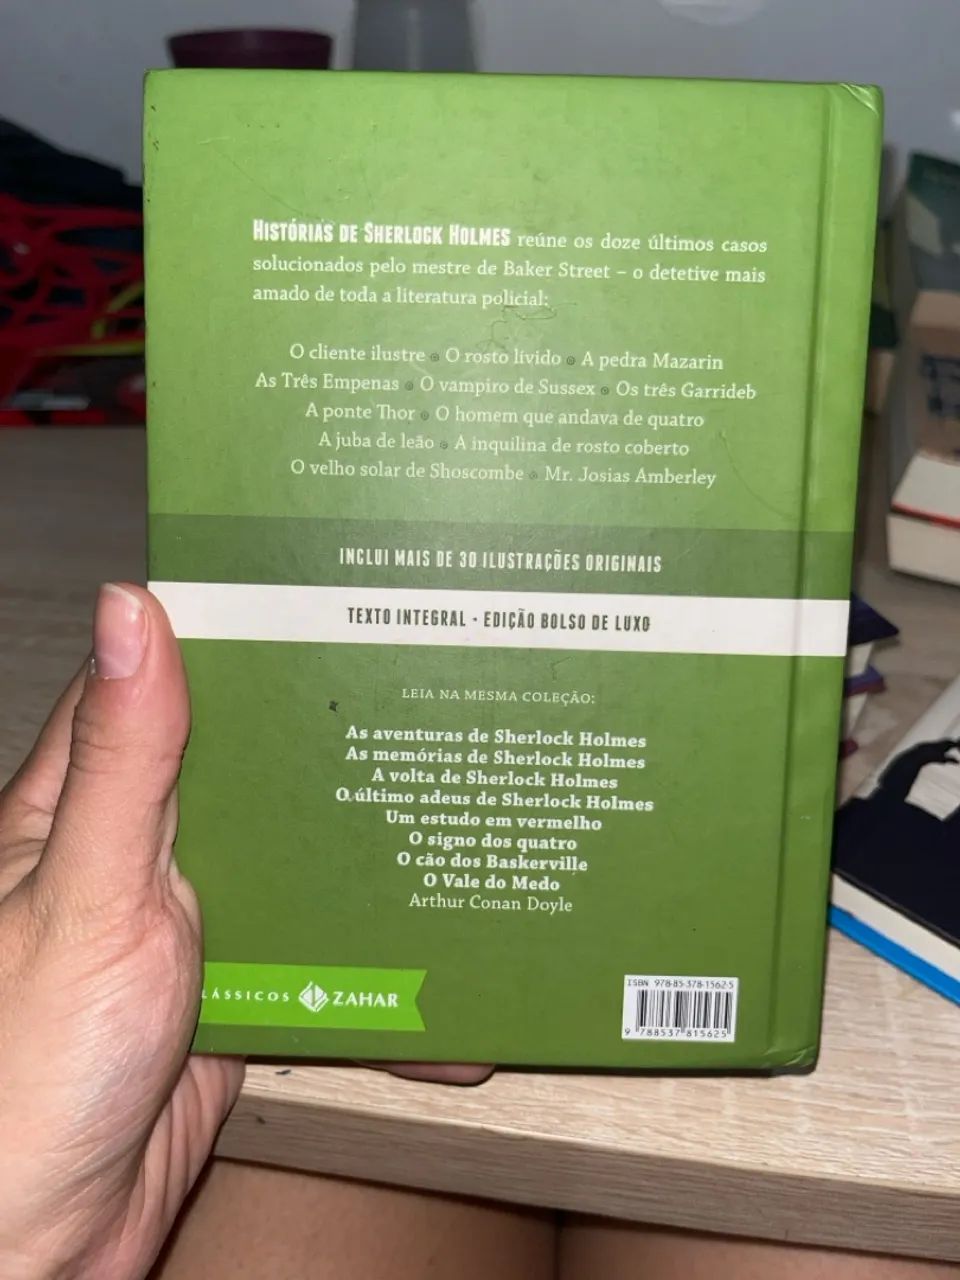 HISTÓRIAS DE SHERLOCK HOLMES reúne os doze últimos casos
solucionados pelo mestre de Baker Street – o detetive mais
amado de toda a literatura policial:
O cliente ilustre O rosto lívido A pedra Mazarin
As Três Empenas O vampiro de Sussex Os três Garrideb
A ponte Thor O homem que andava de quatro
A juba de leão A inquilina de rosto coberto
O velho solar de Shoscombe Mr. Josias Amberley
INCLUI MAIS DE 30 ILUSTRAÇÕES ORIGINAIS
TEXTO INTEGRAL - EDIÇÃO BOLSO DE LUXO
LEIA NA MESMA COLEÇÃO:
As aventuras de Sherlock Holmes
As memórias de Sherlock Holmes
A volta de Sherlock Holmes
O último adeus de Sherlock Holmes
Um estudo em vermelho
O signo dos quatro
O cão dos Baskerville
O Vale do Medo
Arthur Conan Doyle
LÁSSICOS ZAHAR
ISBN 978-85-378-1562-5
9 788537 815625